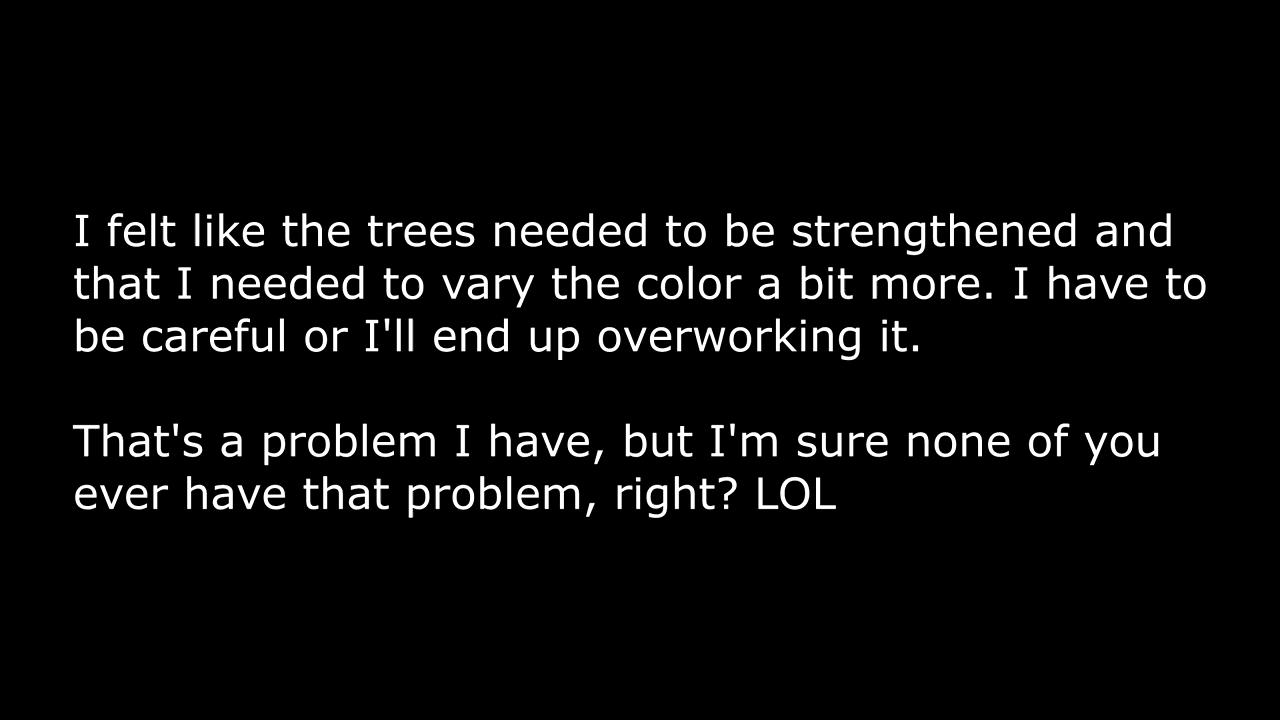 I felt like the trees needed to be strengthened and
that I needed to vary the color a bit more. I have to
be careful or I'll end up overworking it.
That's a problem I have, but I'm sure none of you
ever have that problem, right? LOL